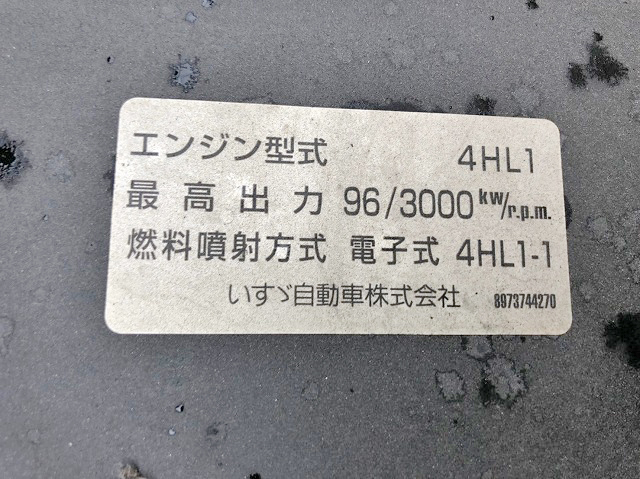 エンジン型式 4HL1
最高出力 96/3000 kW/r.p.m.
燃料噴射方式 電子式 4HL1-1
いすゞ自動車株式会社 8973744270